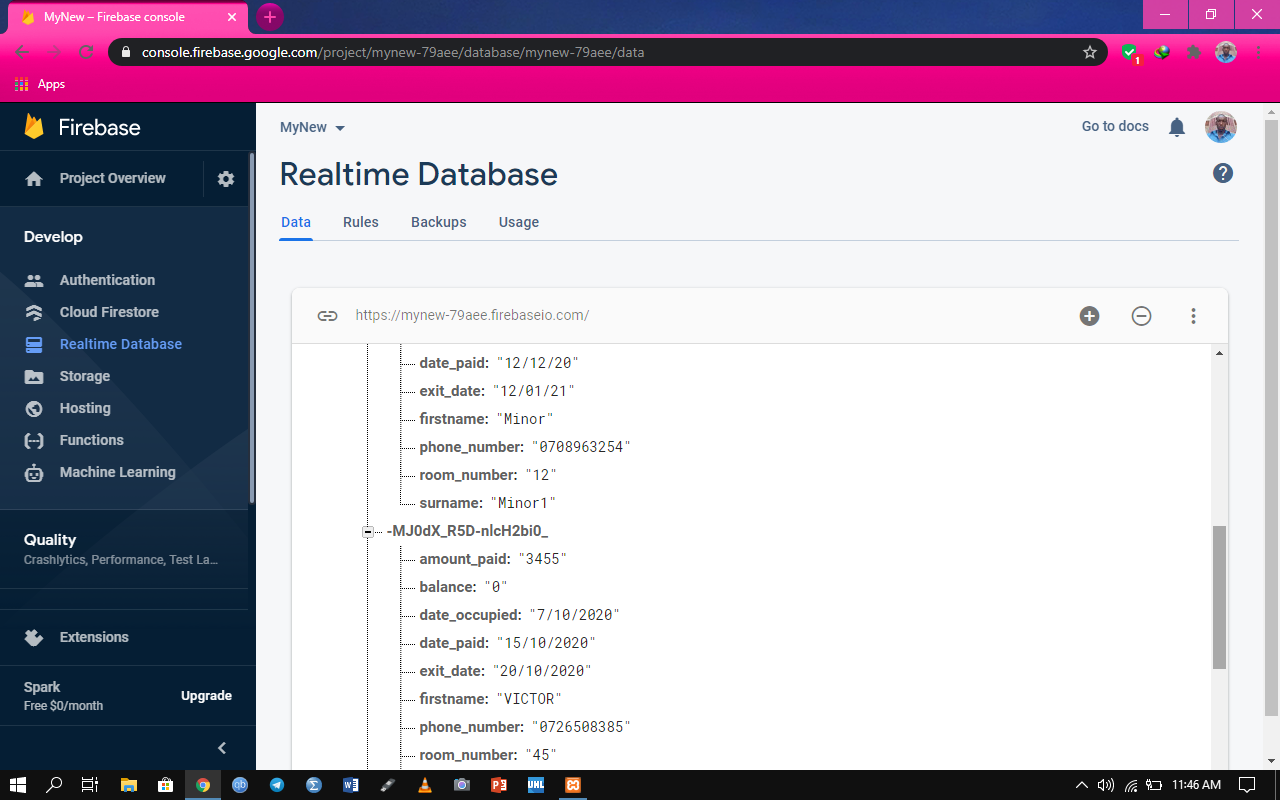 MyNew – Firebase console
console.firebase.google.com/project/mynew-79aee/database/mynew-79aee/data
1
Apps
Firebase
MyNew
Go to docs
Project Overview
Realtime Database
Data Rules Backups Usage
Develop
Authentication
Cloud Firestore
Realtime Database
Storage
Hosting
Functions
Machine Learning
Quality
Crashlytics, Performance, Test La...
Extensions
Spark
Free $0/month
Upgrade
https://mynew-79aee.firebaseio.com/
date_paid: "12/12/20"
exit_date: "12/01/21"
firstname: "Minor"
phone_number: "0708963254"
room_number: "12"
surname: "Minor1"
-MJ0dX_R5D-nlcH2bi0_
amount_paid: "3455"
balance: "0"
date_occupied: "7/10/2020"
date_paid: "15/10/2020"
exit_date: "20/10/2020"
firstname: "VICTOR"
phone_number: "0726508385"
room_number: "45"
qb
W
P
UHL
11:46 AM